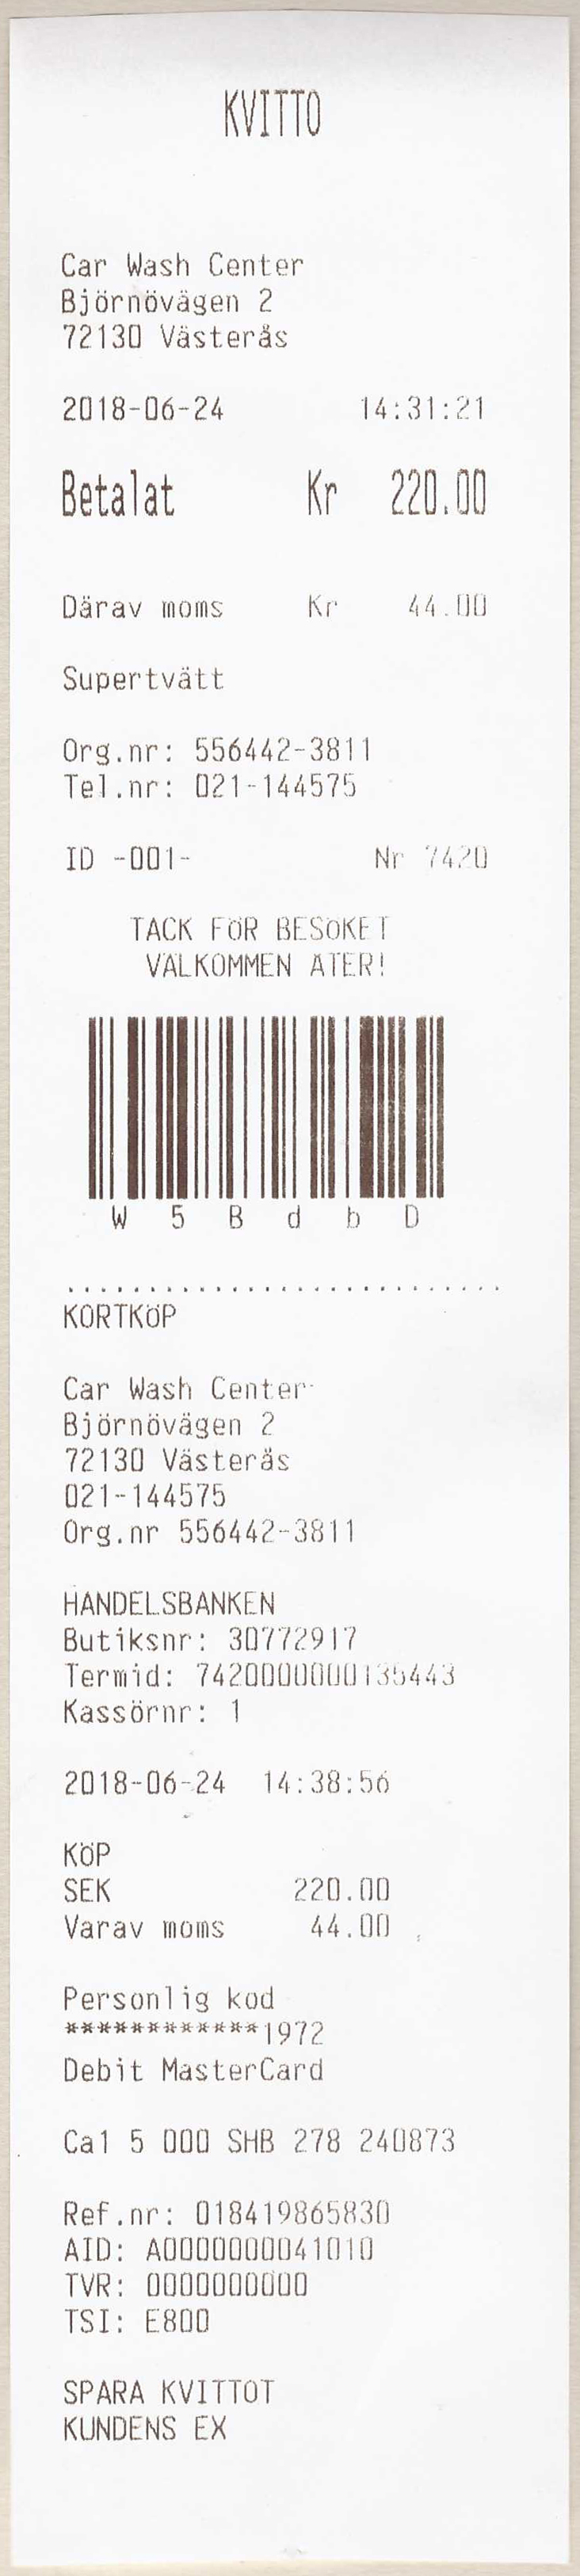 KVITTO
Car Wash Center
Björnövägen 2
72130 Västerås
2018-06-24 14:31:21
Betalat Kr 220.00
Därav moms Kr 44.00
Supertvätt
Org.nr: 556442-3811
Tel.nr: 021-144575
ID -001- Nr 7420
TACK FÖR BESÖKET
VÄLKOMMEN ÅTER!
W 5 B d b D
............................
KORTKÖP
Car Wash Center
Björnövägen 2
72130 Västerås
021-144575
Org.nr 556442-3811
HANDELSBANKEN
Butiksnr: 30772917
Termid: 7420000000135443
Kassörnr: 1
2018-06-24 14:38:56
KÖP
SEK 220.00
Varav moms 44.00
Personlig kod
************1972
Debit MasterCard
Ca1 5 000 SHB 278 240873
Ref.nr: 018419865830
AID: A0000000041010
TVR: 0000000000
TSI: E800
SPARA KVITTOT
KUNDENS EX